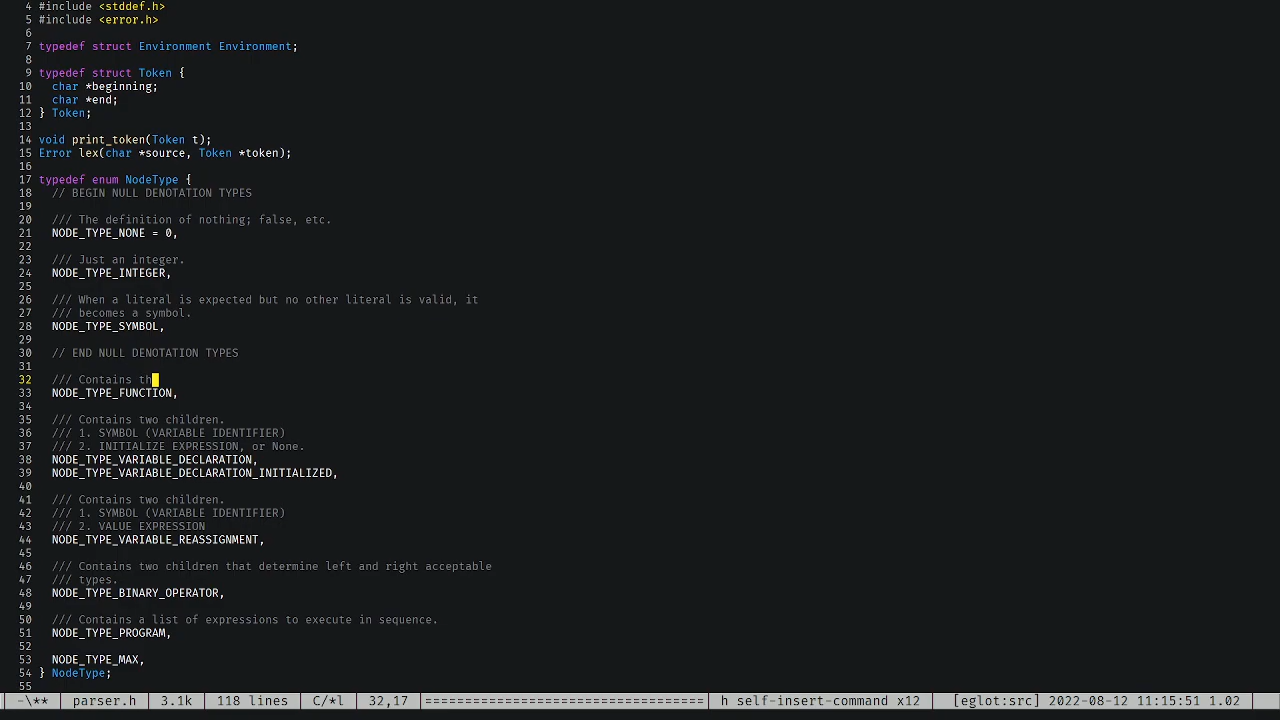 4 #include <stddef.h>
5 #include <error.h>
6
7 typedef struct Environment Environment;
8
9 typedef struct Token {
10   char *beginning;
11   char *end;
12 } Token;
13
14 void print_token(Token t);
15 Error lex(char *source, Token *token);
16
17 typedef enum NodeType {
18   // BEGIN NULL DENOTATION TYPES
19
20   /// The definition of nothing; false, etc.
21   NODE_TYPE_NONE = 0,
22
23   /// Just an integer.
24   NODE_TYPE_INTEGER,
25
26   /// When a literal is expected but no other literal is valid, it
27   /// becomes a symbol.
28   NODE_TYPE_SYMBOL,
29
30   // END NULL DENOTATION TYPES
31
32   /// Contains th
33   NODE_TYPE_FUNCTION,
34
35   /// Contains two children.
36   /// 1. SYMBOL (VARIABLE IDENTIFIER)
37   /// 2. INITIALIZE EXPRESSION, or None.
38   NODE_TYPE_VARIABLE_DECLARATION,
39   NODE_TYPE_VARIABLE_DECLARATION_INITIALIZED,
40
41   /// Contains two children.
42   /// 1. SYMBOL (VARIABLE IDENTIFIER)
43   /// 2. VALUE EXPRESSION
44   NODE_TYPE_VARIABLE_REASSIGNMENT,
45
46   /// Contains two children that determine left and right acceptable
47   /// types.
48   NODE_TYPE_BINARY_OPERATOR,
49
50   /// Contains a list of expressions to execute in sequence.
51   NODE_TYPE_PROGRAM,
52
53   NODE_TYPE_MAX,
54 } NodeType;
55
-\** parser.h 3.1k 118 lines C/*l 32,17 ================================== h self-insert-command x12 [eglot:src] 2022-08-12 11:15:51 1.02